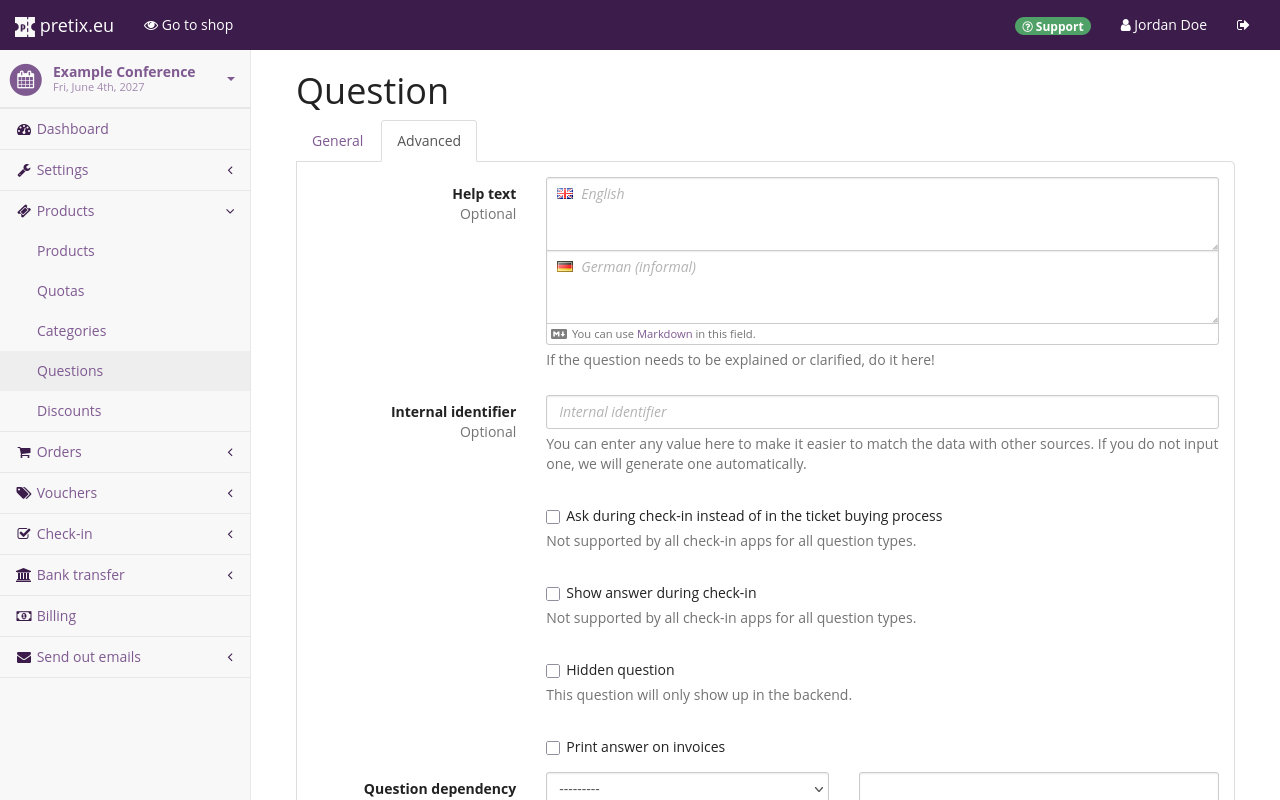 pretix.eu
Go to shop
Support
Jordan Doe
Example Conference
Fri, June 4th, 2027
Dashboard
Settings
Products
Products
Quotas
Categories
Questions
Discounts
Orders
Vouchers
Check-in
Bank transfer
Billing
Send out emails
Question
General
Advanced
Help text
Optional
English
German (informal)
You can use Markdown in this field.
If the question needs to be explained or clarified, do it here!
Internal identifier
Optional
Internal identifier
You can enter any value here to make it easier to match the data with other sources. If you do not input
one, we will generate one automatically.
Ask during check-in instead of in the ticket buying process
Not supported by all check-in apps for all question types.
Show answer during check-in
Not supported by all check-in apps for all question types.
Hidden question
This question will only show up in the backend.
Print answer on invoices
Question dependency
---------